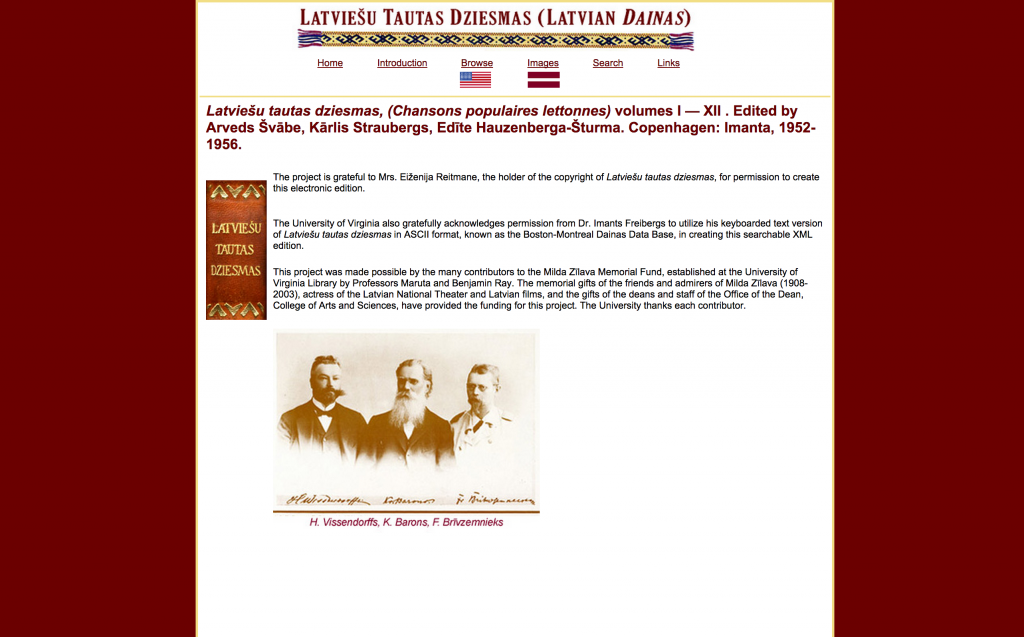 LATVIEŠU TAUTAS DZIESMAS (LATVIAN DAINAS)
Home Introduction Browse Images Search Links
Latviešu tautas dziesmas, (Chansons populaires lettonnes) volumes I — XII . Edited by
Arveds Švābe, Kārlis Straubergs, Edīte Hauzenberga-Šturma. Copenhagen: Imanta, 1952-
1956.
LATVIEŠU
TAUTAS
DZIESMAS
The project is grateful to Mrs. Eiženija Reitmane, the holder of the copyright of Latviešu tautas dziesmas, for permission to create
this electronic edition.
The University of Virginia also gratefully acknowledges permission from Dr. Imants Freibergs to utilize his keyboarded text version
of Latviešu tautas dziesmas in ASCII format, known as the Boston-Montreal Dainas Data Base, in creating this searchable XML
edition.
This project was made possible by the many contributors to the Milda Zīlava Memorial Fund, established at the University of
Virginia Library by Professors Maruta and Benjamin Ray. The memorial gifts of the friends and admirers of Milda Zīlava (1908-
2003), actress of the Latvian National Theater and Latvian films, and the gifts of the deans and staff of the Office of the Dean,
College of Arts and Sciences, have provided the funding for this project. The University thanks each contributor.
H. Vissendorffs, K. Barons, F. Brīvzemnieks